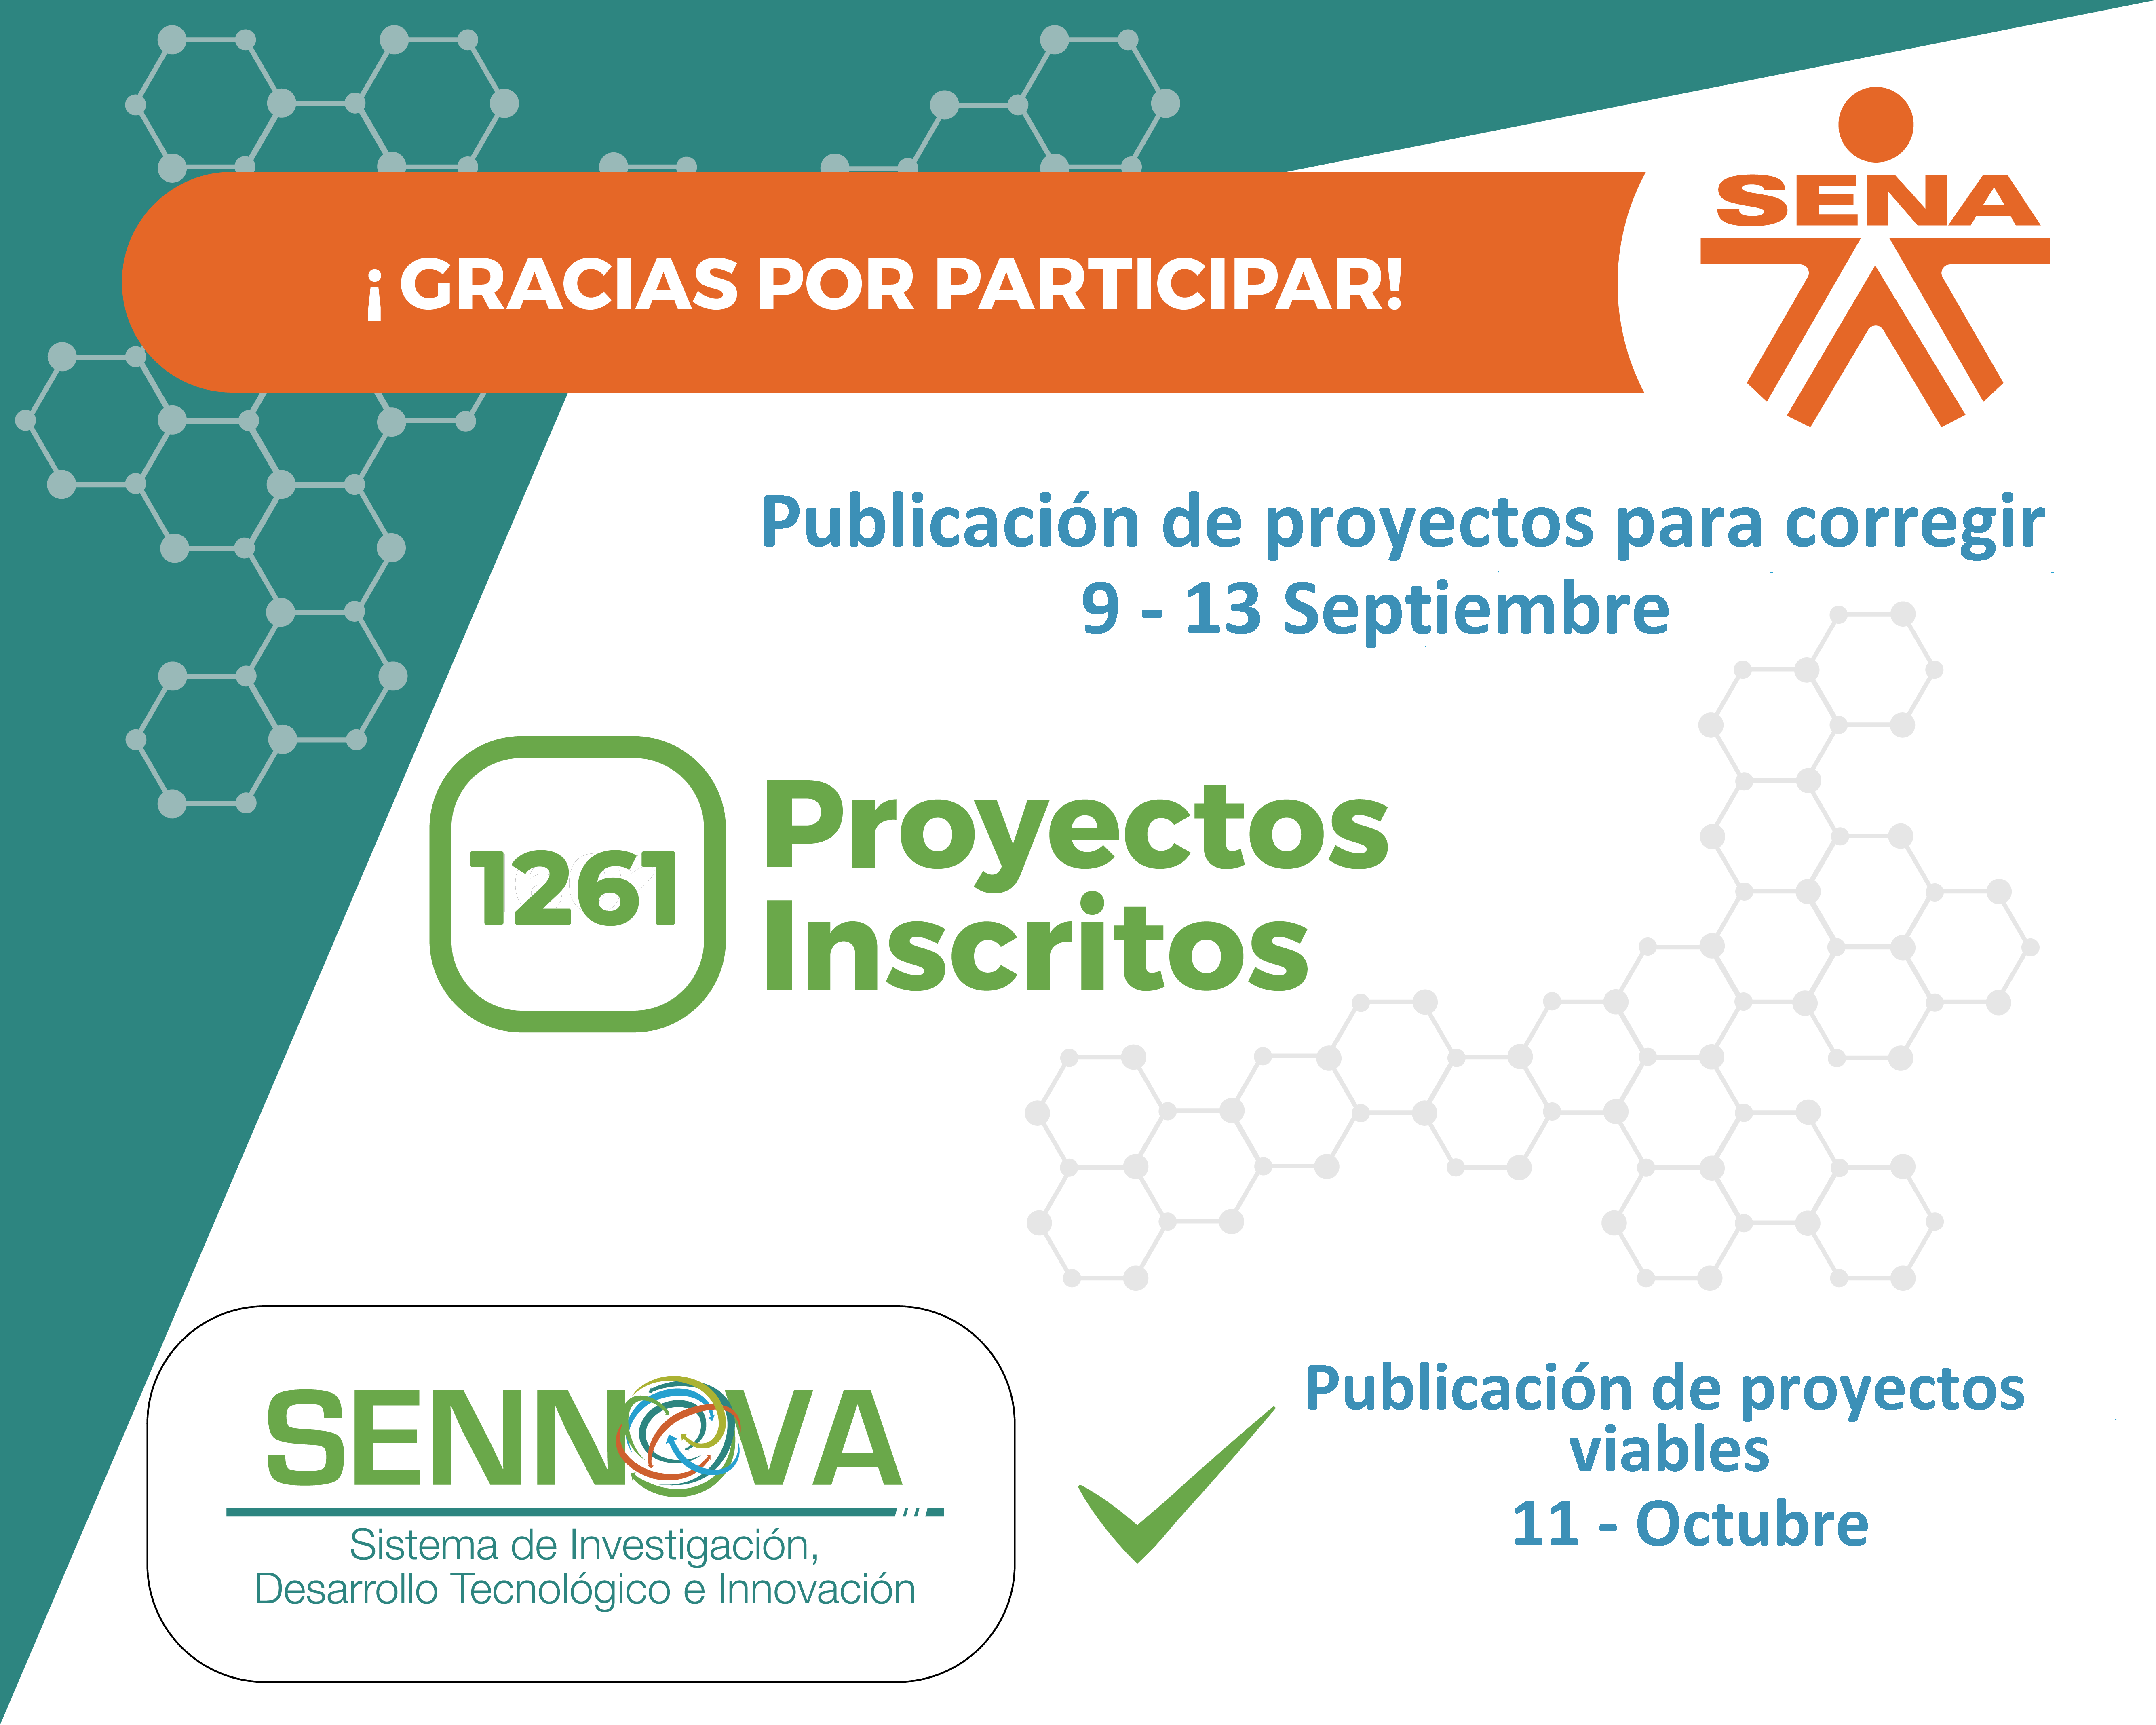 ¡GRACIAS POR PARTICIPAR!
SENA
Publicación de proyectos para corregir
9 - 13 Septiembre
1261
Proyectos
Inscritos
SENNOVA
Sistema de Investigación,
Desarrollo Tecnológico e Innovación
Publicación de proyectos
viables
11 - Octubre